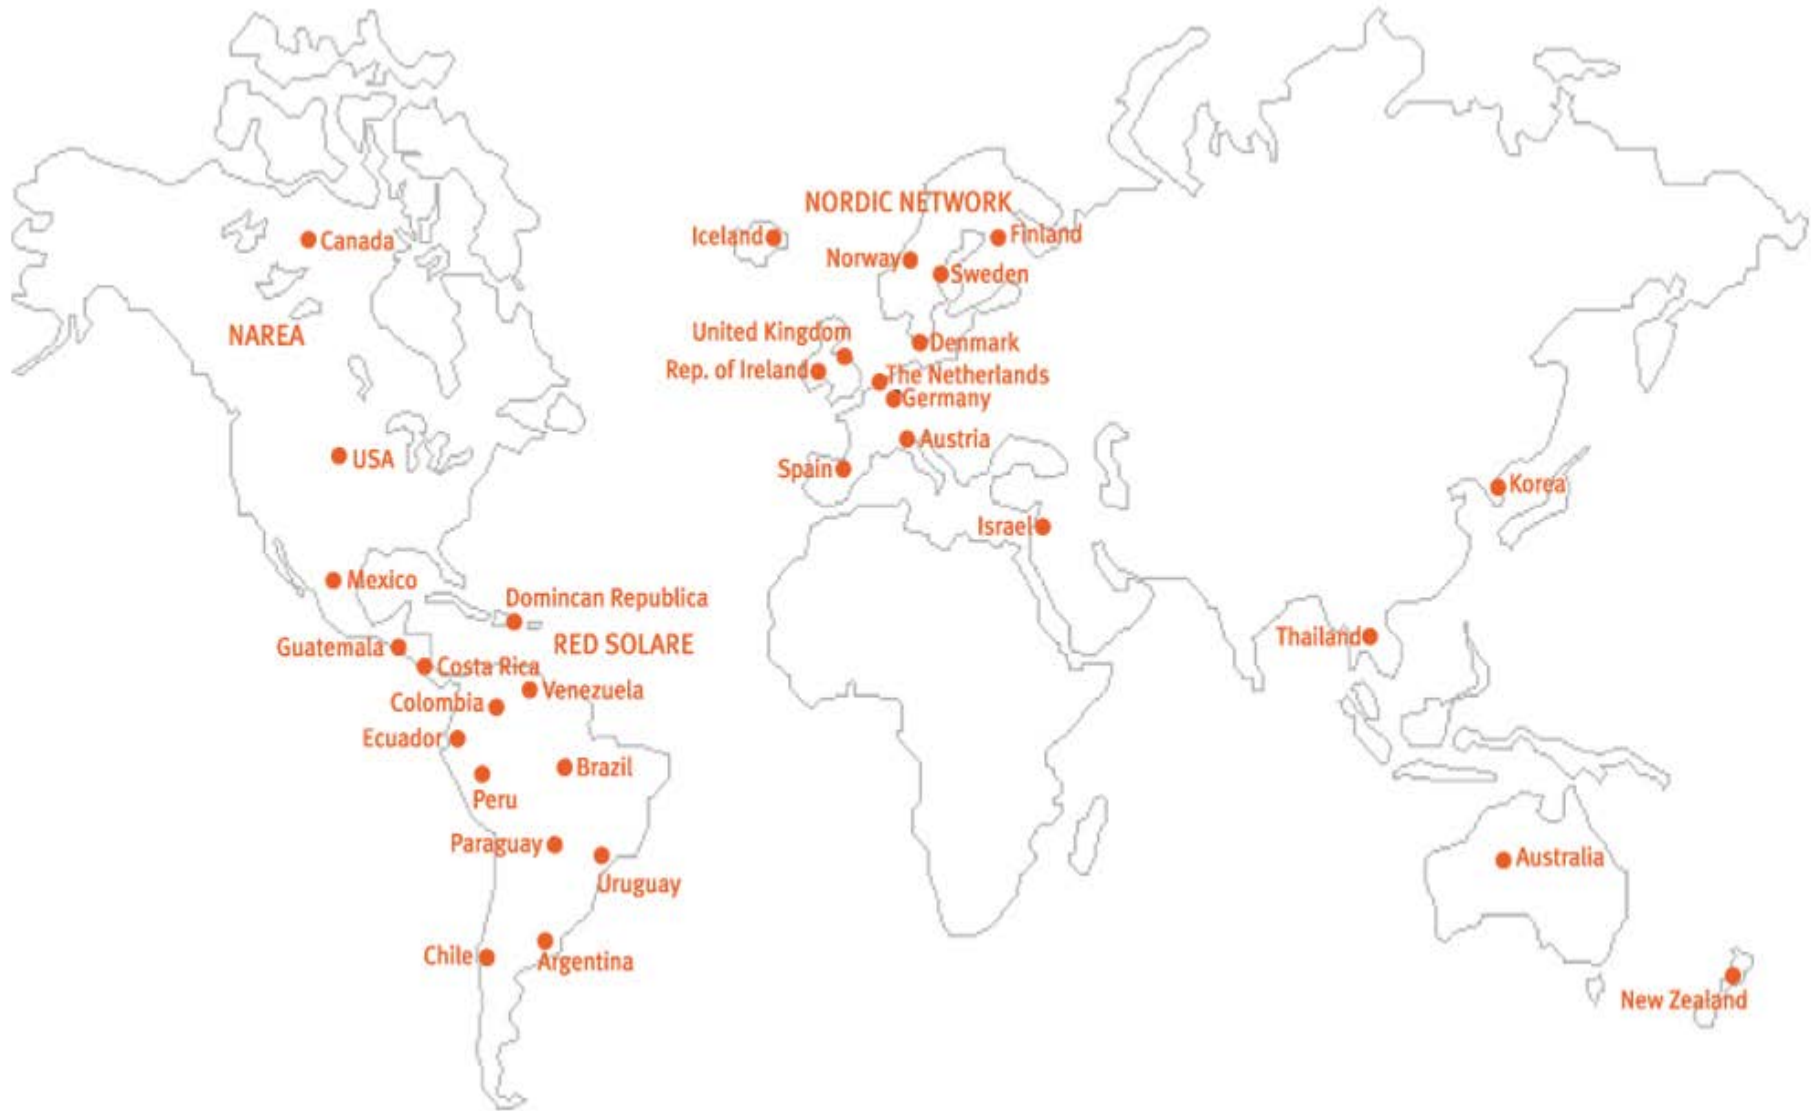 NORDIC NETWORK
Iceland
Finland
Canada
Norway
Sweden
NAREA
United Kingdom
Denmark
Rep. of Ireland
The Netherlands
Germany
Austria
USA
Spain
Korea
Israel
Mexico
Domincan Republica
Thailand
RED SOLARE
Guatemala
Costa Rica
Venezuela
Colombia
Ecuador
Brazil
Peru
Paraguay
Australia
Uruguay
Chile
Argentina
New Zealand